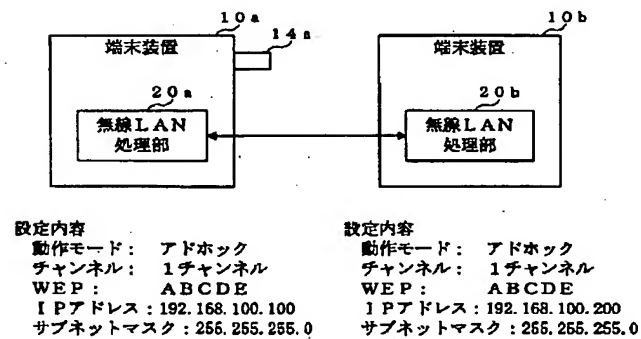 10a
14a
端末装置
20a
無線LAN
処理部
10b
端末装置
20b
無線LAN
処理部
設定内容
動作モード: アドホック
チャンネル: 1チャンネル
WEP: ABCDE
IPアドレス:192.168.100.100
サブネットマスク:255.255.255.0
設定内容
動作モード: アドホック
チャンネル: 1チャンネル
WEP: ABCDE
IPアドレス:192.168.100.200
サブネットマスク:255.255.255.0